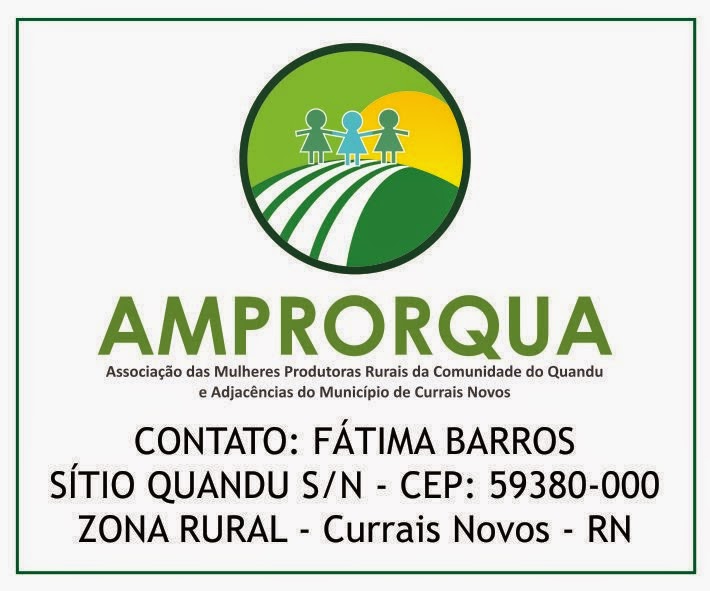 AMPRORQUA
Associação das Mulheres Produtoras Rurais da Comunidade do Quandu
e Adjacências do Município de Currais Novos
CONTATO: FÁTIMA BARROS
SÍTIO QUANDU S/N - CEP: 59380-000
ZONA RURAL - Currais Novos - RN